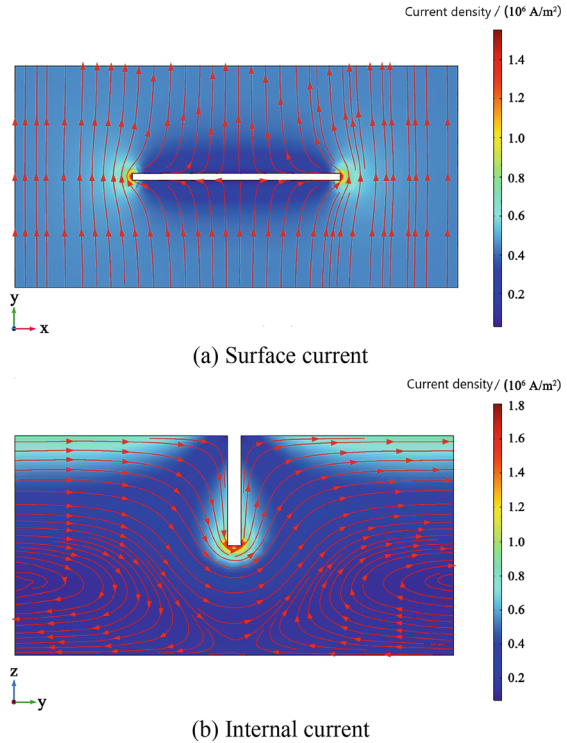 Current density / (10⁶ A/m²)
1.4
1.0
0.8
0.6
0.4
0.2
y
x
(a) Surface current
Current density / (10⁶ A/m²)
1.8
1.6
1.4
1.2
1.0
0.8
0.6
0.4
0.2
z
y
(b) Internal current